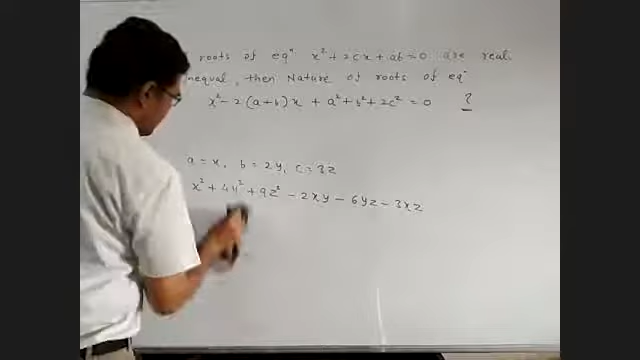 roots of eqⁿ x² + 2cx + ab = 0 are real
nequal, then Nature of roots of eqⁿ
x² - 2(a+b)x + a² + b² + 2c² = 0 ?
a = x, b = 2y, c = 3z
x² + 4y² + 9z² - 2xy - 6yz - 3xz